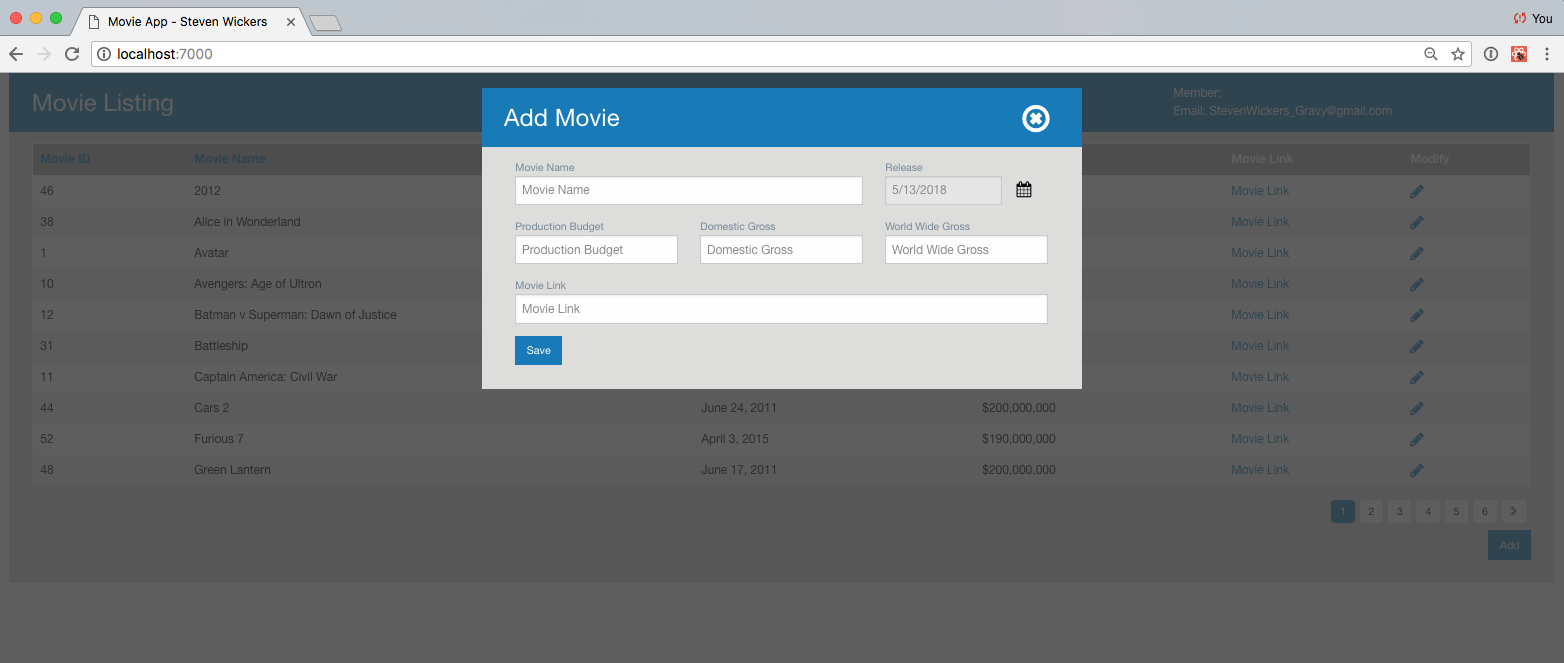 Movie App - Steven Wickers
You
localhost:7000
Movie Listing
Member:
Email: StevenWickers_Gravy@gmail.com
Add Movie
Movie Name
Release
Movie Name
5/13/2018
Production Budget
Domestic Gross
World Wide Gross
Production Budget
Domestic Gross
World Wide Gross
Movie Link
Movie Link
Save
Movie ID Movie Name Movie Link Modify
46 2012 Movie Link
38 Alice in Wonderland Movie Link
1 Avatar Movie Link
10 Avengers: Age of Ultron Movie Link
12 Batman v Superman: Dawn of Justice Movie Link
31 Battleship Movie Link
11 Captain America: Civil War Movie Link
44 Cars 2 June 24, 2011 $200,000,000 Movie Link
52 Furious 7 April 3, 2015 $190,000,000 Movie Link
48 Green Lantern June 17, 2011 $200,000,000 Movie Link
1 2 3 4 5 6
Add